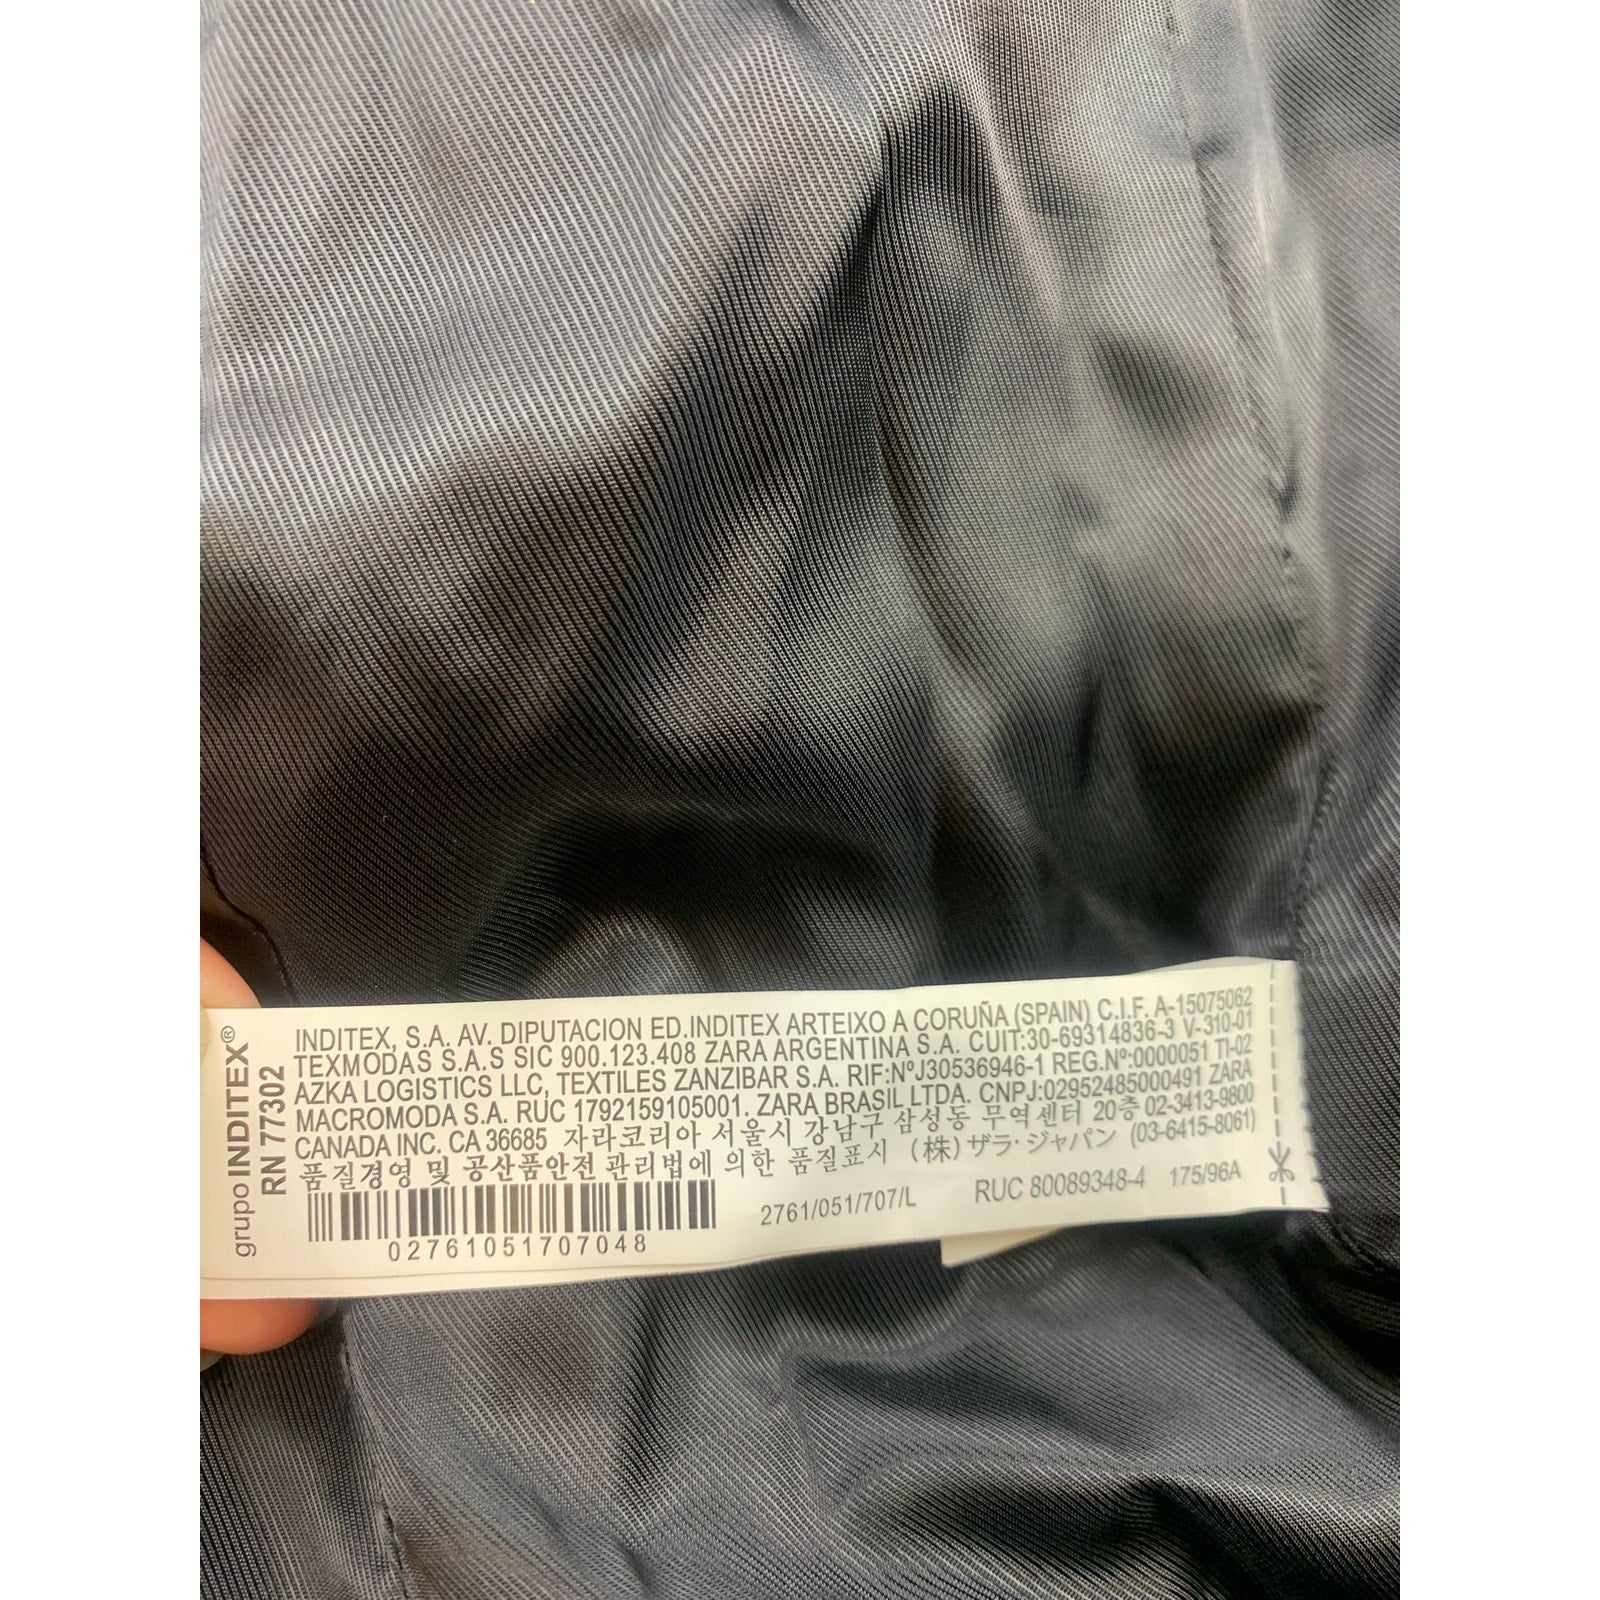 grupo INDITEX®
RN 77302
INDITEX, S.A. AV. DIPUTACION ED.INDITEX ARTEIXO A CORUÑA (SPAIN) C.I.F. A-15075062
TEXMODAS S.A.S SIC 900.123.408 ZARA ARGENTINA S.A. CUIT:30-69314836-3 V-310-01
AZKA LOGISTICS LLC, TEXTILES ZANZIBAR S.A. RIF:NºJ30536946-1 REG.Nº:0000051 TI-02
MACROMODA S.A. RUC 1792159105001. ZARA BRASIL LTDA. CNPJ:02952485000491 ZARA
CANADA INC. CA 36685 자라코리아 서울시 강남구 삼성동 무역센터 20층 02-3413-9800
품질경영 및 공산품안전 관리법에 의한 품질표시 (株)ザラ·ジャパン (03-6415-8061)
2761/051/707/L RUC 80089348-4 175/96A
02761051707048